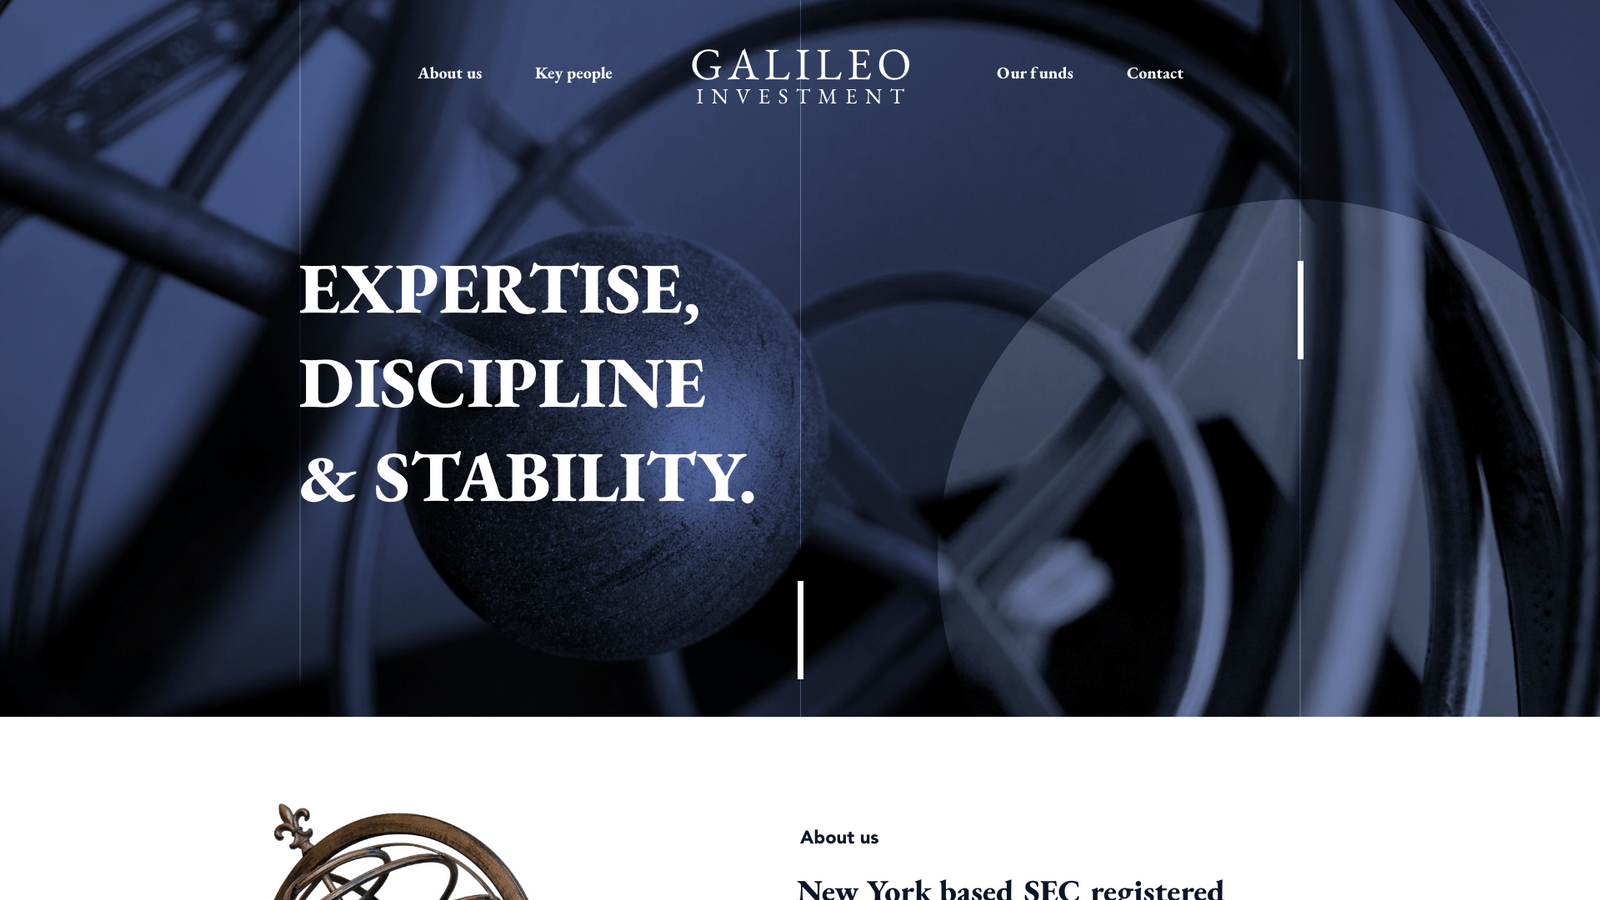 About us
Key people
GALILEO
INVESTMENT
Our funds
Contact
EXPERTISE,
DISCIPLINE
& STABILITY.
About us
New York based SEC registered